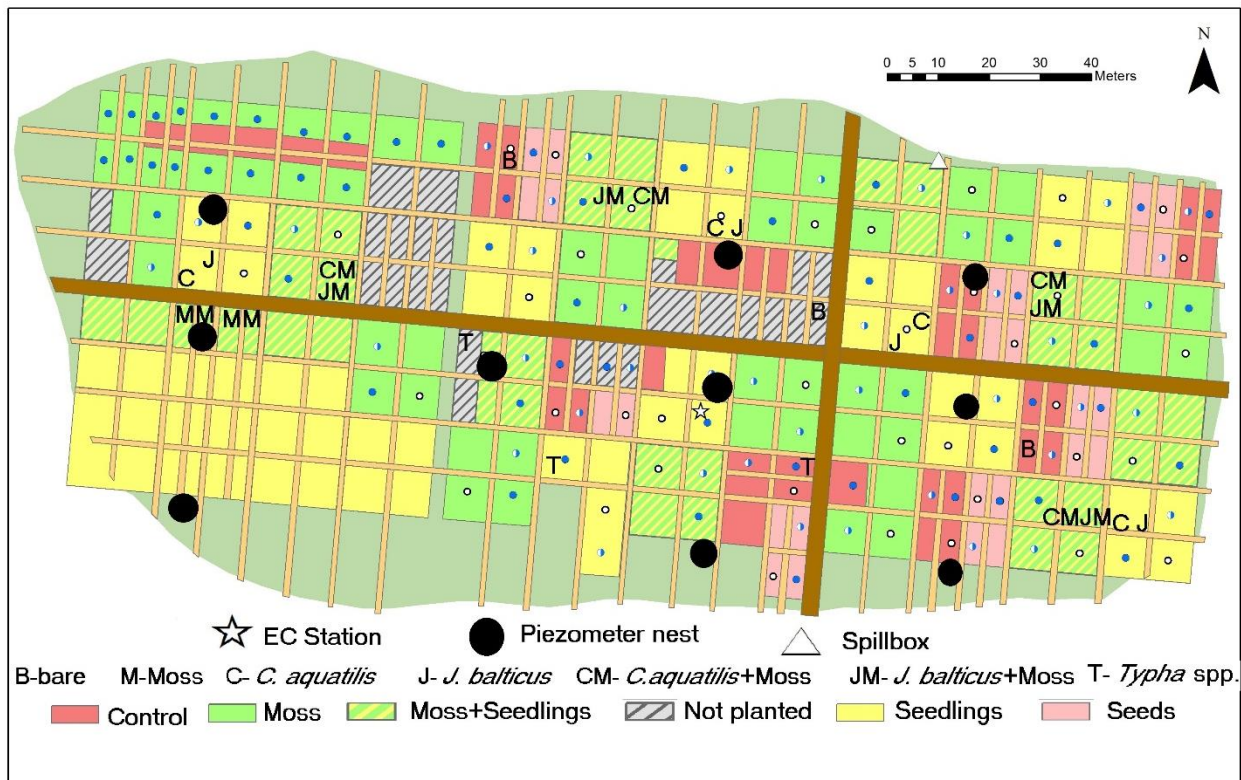 N
0 5 10 20 30 40
Meters
B
JM CM
C J
J
C
CM
JM
CM
JM
B
C
J
MM MM
T
B
T
T
CMJMC J
EC Station Piezometer nest Spillbox
B-bare M-Moss C- C. aquatilis J- J. balticus CM- C.aquatilis+Moss JM- J. balticus+Moss T- Typha spp.
Control Moss Moss+Seedlings Not planted Seedlings Seeds